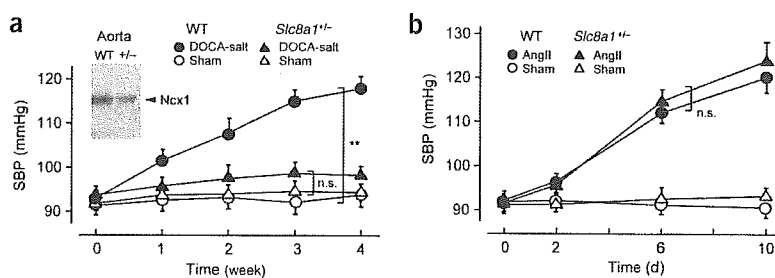 a
Aorta
WT +/−
Ncx1
WT Slc8a1+/−
DOCA-salt DOCA-salt
Sham Sham
SBP (mmHg)
120
110
100
90
**
n.s.
0 1 2 3 4
Time (week)
b
WT Slc8a1+/−
AngII AngII
Sham Sham
SBP (mmHg)
130
120
110
100
90
n.s.
0 2 6 10
Time (d)